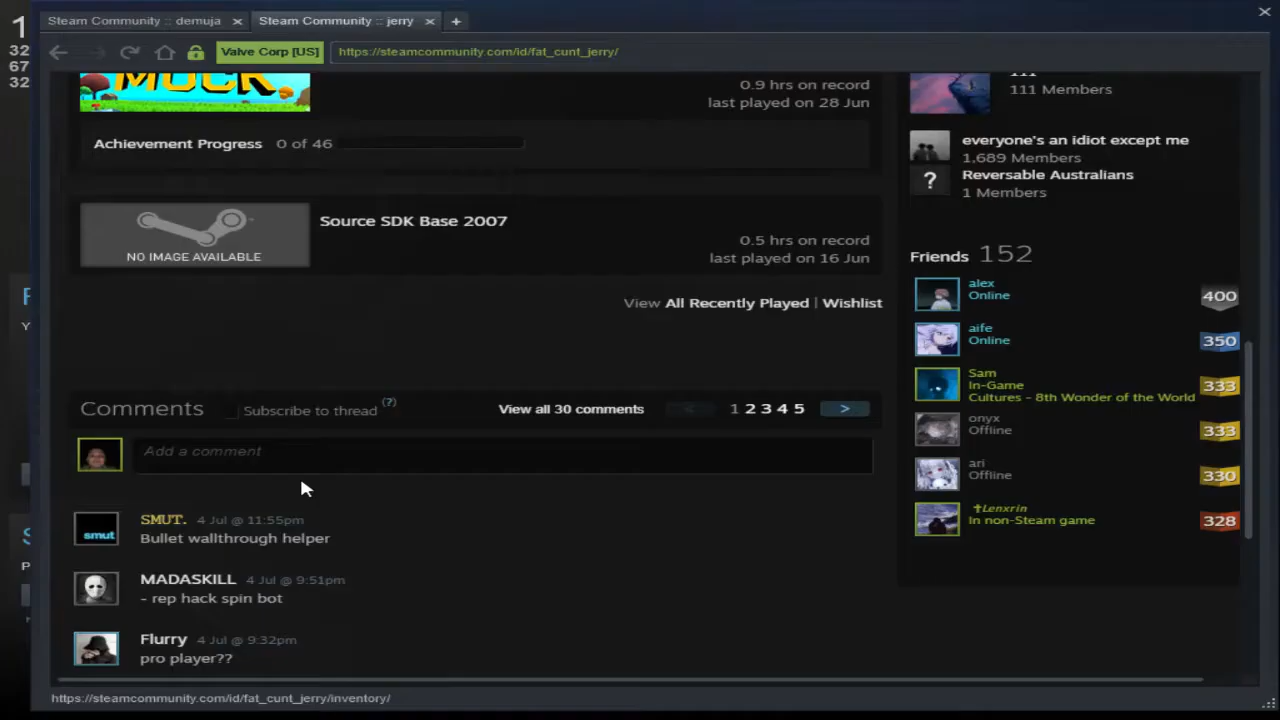 Steam Community :: demuja
Steam Community :: jerry
Valve Corp [US]
https://steamcommunity.com/id/fat_cunt_jerry/
1
32
67
32
0.9 hrs on record
last played on 28 Jun
Achievement Progress 0 of 46
NO IMAGE AVAILABLE
Source SDK Base 2007
0.5 hrs on record
last played on 16 Jun
View All Recently Played | Wishlist
Comments
Subscribe to thread (?)
View all 30 comments
< 1 2 3 4 5 >
Add a comment
smut
SMUT. 4 Jul @ 11:55pm
Bullet wallthrough helper
MADASKILL 4 Jul @ 9:51pm
- rep hack spin bot
Flurry 4 Jul @ 9:32pm
pro player??
111 Members
everyone's an idiot except me
1,689 Members
?
Reversable Australians
1 Members
Friends 152
alex
Online
400
aife
Online
350
Sam
In-Game
Cultures - 8th Wonder of the World
333
onyx
Offline
333
ari
Offline
330
†Lenxrin
In non-Steam game
328
https://steamcommunity.com/id/fat_cunt_jerry/inventory/